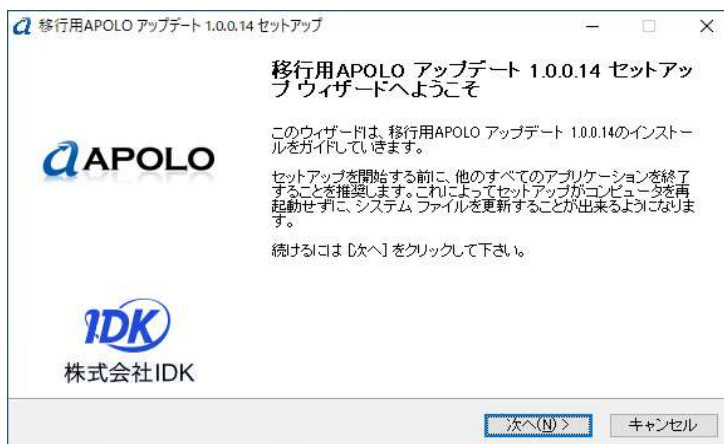 移行用APOLO アップデート 1.0.0.14 セットアップ
移行用APOLO アップデート 1.0.0.14 セットアッ
プ ウィザードへようこそ
このウィザードは、移行用APOLO アップデート 1.0.0.14のインストー
ルをガイドしていきます。
セットアップを開始する前に、他のすべてのアプリケーションを終了
することを推奨します。これによってセットアップがコンピュータを再
起動せずに、システム ファイルを更新することが出来るようになりま
す。
続けるには [次へ] をクリックして下さい。
APOLO
IDK
株式会社IDK
次へ(N) >
キャンセル